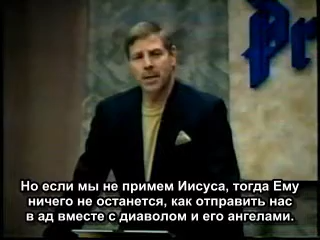 Pr
Но если мы не примем Иисуса, тогда Ему
ничего не останется, как отправить нас
в ад вместе с диаволом и его ангелами.